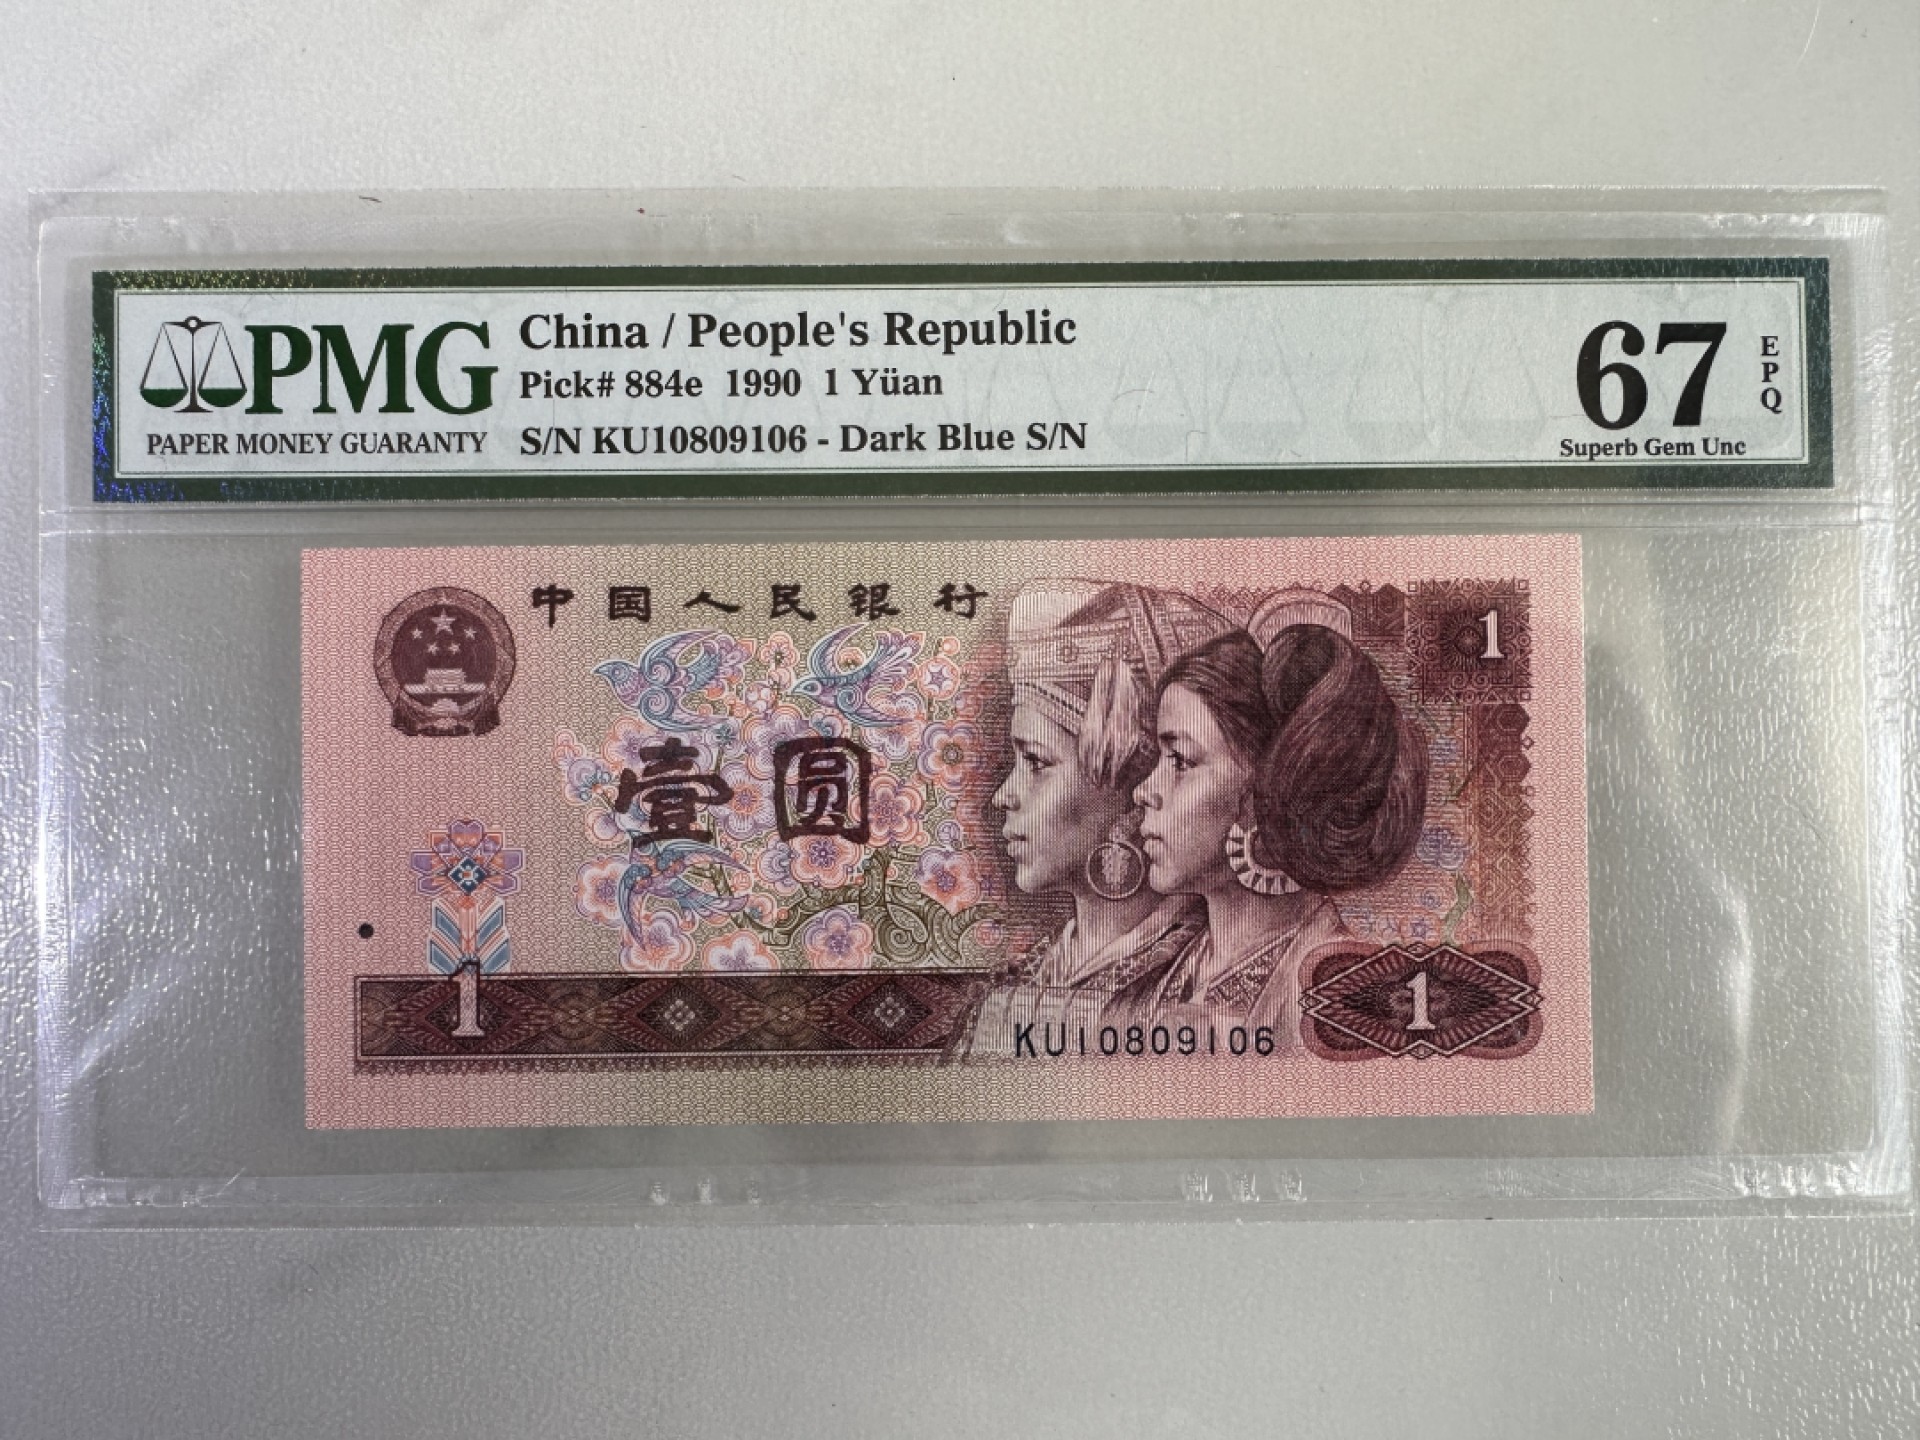 PMG
PAPER MONEY GUARANTY
China / People's Republic
Pick# 884e 1990 1 Yüan
S/N KU10809106 - Dark Blue S/N
67
EPQ
Superb Gem Unc
中国人民银行
1
壹圆
1
1
KU10809106